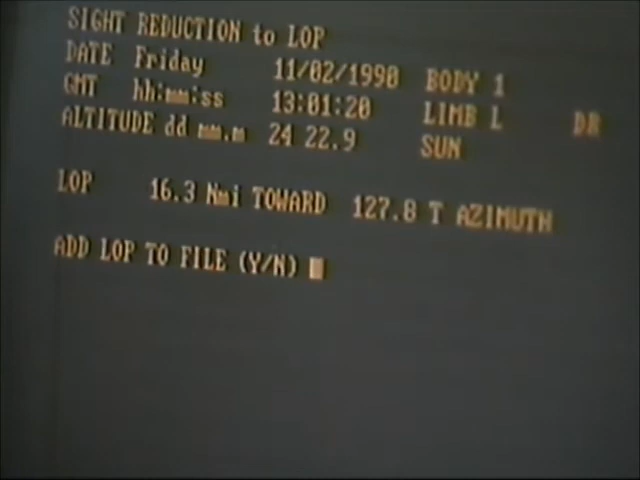 SIGHT REDUCTION to LOP
DATE Friday 11/02/1990 BODY 1
GMT hh:mm:ss 13:01:20 LIMB L DR
ALTITUDE dd mm.m 24 22.9 SUN
LOP 16.3 Nmi TOWARD 127.8 T AZIMUTH
ADD LOP TO FILE (Y/N)